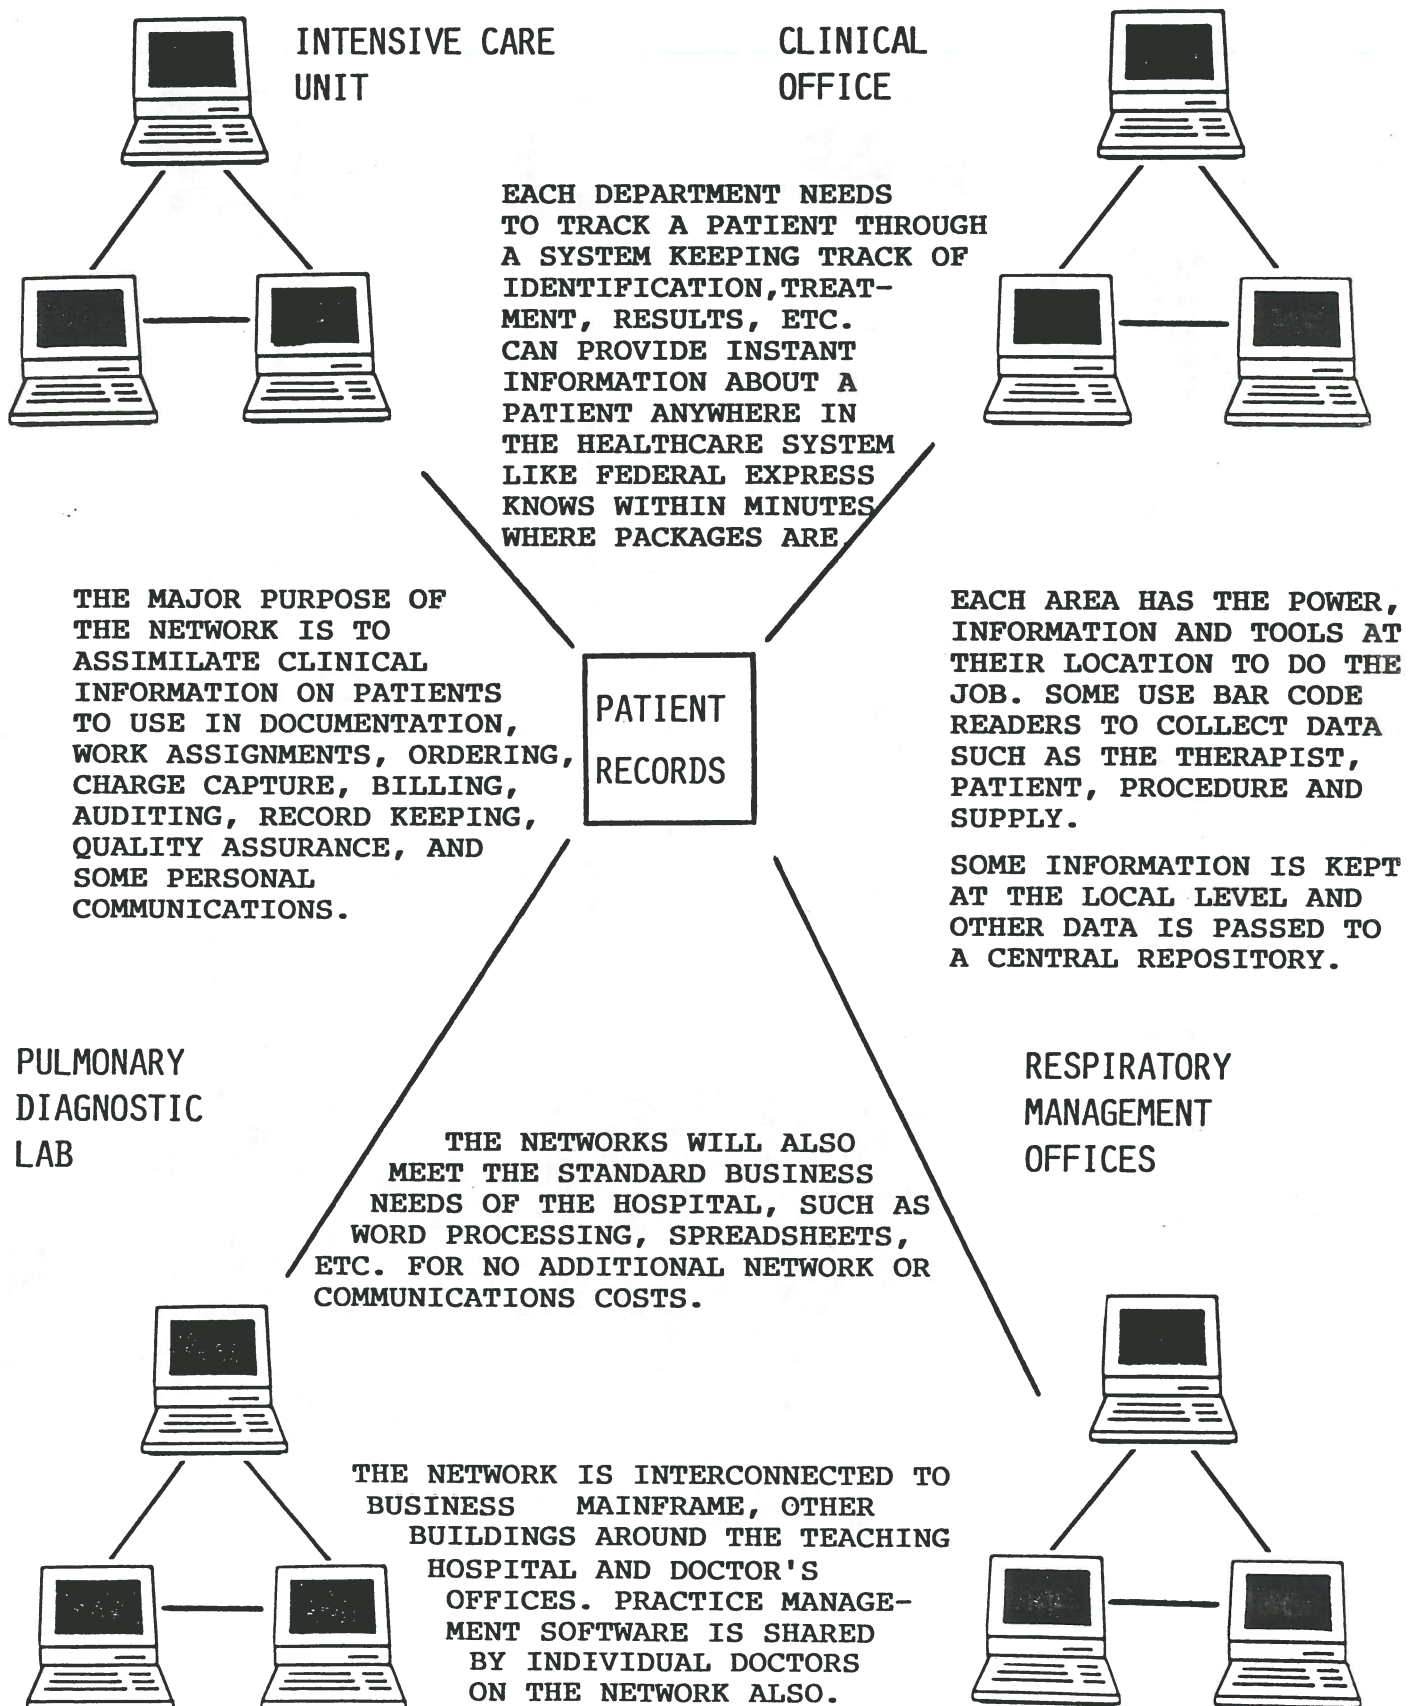 INTENSIVE CARE
UNIT
CLINICAL
OFFICE
EACH DEPARTMENT NEEDS
TO TRACK A PATIENT THROUGH
A SYSTEM KEEPING TRACK OF
IDENTIFICATION,TREAT-
MENT, RESULTS, ETC.
CAN PROVIDE INSTANT
INFORMATION ABOUT A
PATIENT ANYWHERE IN
THE HEALTHCARE SYSTEM
LIKE FEDERAL EXPRESS
KNOWS WITHIN MINUTES
WHERE PACKAGES ARE.
THE MAJOR PURPOSE OF
THE NETWORK IS TO
ASSIMILATE CLINICAL
INFORMATION ON PATIENTS
TO USE IN DOCUMENTATION,
WORK ASSIGNMENTS, ORDERING,
CHARGE CAPTURE, BILLING,
AUDITING, RECORD KEEPING,
QUALITY ASSURANCE, AND
SOME PERSONAL
COMMUNICATIONS.
PATIENT
RECORDS
EACH AREA HAS THE POWER,
INFORMATION AND TOOLS AT
THEIR LOCATION TO DO THE
JOB. SOME USE BAR CODE
READERS TO COLLECT DATA
SUCH AS THE THERAPIST,
PATIENT, PROCEDURE AND
SUPPLY.
SOME INFORMATION IS KEPT
AT THE LOCAL LEVEL AND
OTHER DATA IS PASSED TO
A CENTRAL REPOSITORY.
PULMONARY
DIAGNOSTIC
LAB
RESPIRATORY
MANAGEMENT
OFFICES
THE NETWORKS WILL ALSO
MEET THE STANDARD BUSINESS
NEEDS OF THE HOSPITAL, SUCH AS
WORD PROCESSING, SPREADSHEETS,
ETC. FOR NO ADDITIONAL NETWORK OR
COMMUNICATIONS COSTS.
THE NETWORK IS INTERCONNECTED TO
BUSINESS MAINFRAME, OTHER
BUILDINGS AROUND THE TEACHING
HOSPITAL AND DOCTOR'S
OFFICES. PRACTICE MANAGE-
MENT SOFTWARE IS SHARED
BY INDIVIDUAL DOCTORS
ON THE NETWORK ALSO.